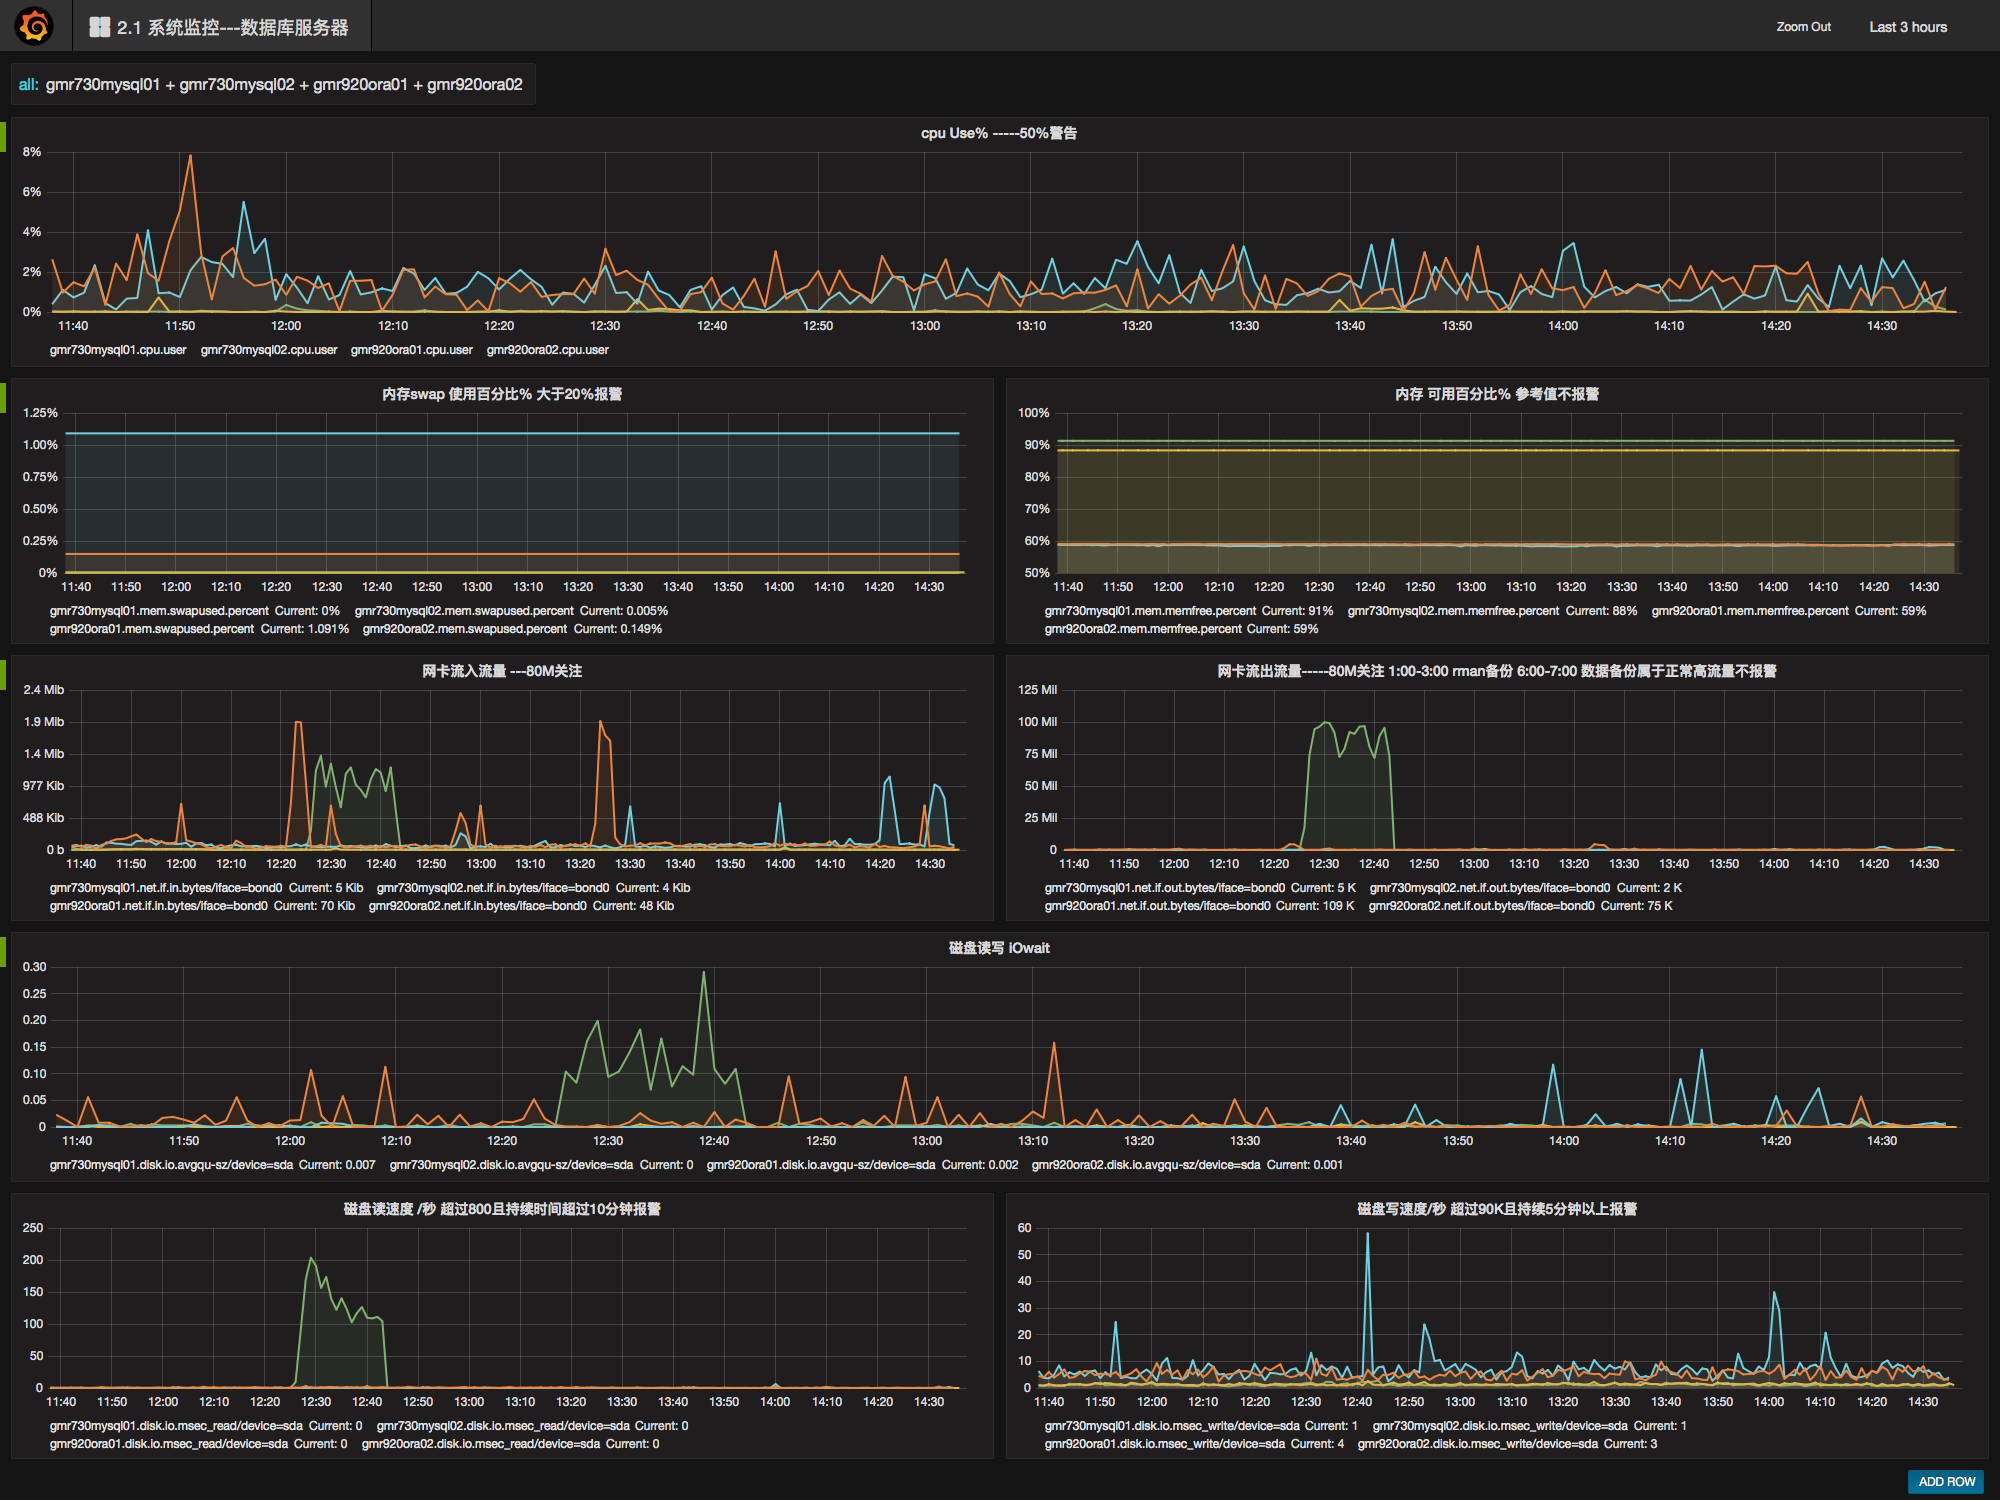 2.1 系统监控---数据库服务器
Zoom Out Last 3 hours
all: gmr730mysql01 + gmr730mysql02 + gmr920ora01 + gmr920ora02
cpu Use% -----50%警告
8%
6%
4%
2%
0%
11:40 11:50 12:00 12:10 12:20 12:30 12:40 12:50 13:00 13:10 13:20 13:30 13:40 13:50 14:00 14:10 14:20 14:30
gmr730mysql01.cpu.user gmr730mysql02.cpu.user gmr920ora01.cpu.user gmr920ora02.cpu.user
内存swap 使用百分比% 大于20%报警
1.25%
1.00%
0.75%
0.50%
0.25%
0%
11:40 11:50 12:00 12:10 12:20 12:30 12:40 12:50 13:00 13:10 13:20 13:30 13:40 13:50 14:00 14:10 14:20 14:30
gmr730mysql01.mem.swapused.percent Current: 0% gmr730mysql02.mem.swapused.percent Current: 0.005%
gmr920ora01.mem.swapused.percent Current: 1.091% gmr920ora02.mem.swapused.percent Current: 0.149%
内存 可用百分比% 参考值不报警
100%
90%
80%
70%
60%
50%
11:40 11:50 12:00 12:10 12:20 12:30 12:40 12:50 13:00 13:10 13:20 13:30 13:40 13:50 14:00 14:10 14:20 14:30
gmr730mysql01.mem.memfree.percent Current: 91% gmr730mysql02.mem.memfree.percent Current: 88% gmr920ora01.mem.memfree.percent Current: 59%
gmr920ora02.mem.memfree.percent Current: 59%
网卡流入流量 ---80M关注
2.4 Mib
1.9 Mib
1.4 Mib
977 Kib
488 Kib
0 b
11:40 11:50 12:00 12:10 12:20 12:30 12:40 12:50 13:00 13:10 13:20 13:30 13:40 13:50 14:00 14:10 14:20 14:30
gmr730mysql01.net.if.in.bytes/iface=bond0 Current: 5 Kib gmr730mysql02.net.if.in.bytes/iface=bond0 Current: 4 Kib
gmr920ora01.net.if.in.bytes/iface=bond0 Current: 70 Kib gmr920ora02.net.if.in.bytes/iface=bond0 Current: 48 Kib
网卡流出流量-----80M关注 1:00-3:00 rman备份 6:00-7:00 数据备份属于正常高流量不报警
125 Mil
100 Mil
75 Mil
50 Mil
25 Mil
0
11:40 11:50 12:00 12:10 12:20 12:30 12:40 12:50 13:00 13:10 13:20 13:30 13:40 13:50 14:00 14:10 14:20 14:30
gmr730mysql01.net.if.out.bytes/iface=bond0 Current: 5 K gmr730mysql02.net.if.out.bytes/iface=bond0 Current: 2 K
gmr920ora01.net.if.out.bytes/iface=bond0 Current: 109 K gmr920ora02.net.if.out.bytes/iface=bond0 Current: 75 K
磁盘读写 iOwait
0.30
0.25
0.20
0.15
0.10
0.05
0
11:40 11:50 12:00 12:10 12:20 12:30 12:40 12:50 13:00 13:10 13:20 13:30 13:40 13:50 14:00 14:10 14:20 14:30
gmr730mysql01.disk.io.avgqu-sz/device=sda Current: 0.007 gmr730mysql02.disk.io.avgqu-sz/device=sda Current: 0 gmr920ora01.disk.io.avgqu-sz/device=sda Current: 0.002 gmr920ora02.disk.io.avgqu-sz/device=sda Current: 0.001
磁盘读速度 /秒 超过800且持续时间超过10分钟报警
250
200
150
100
50
0
11:40 11:50 12:00 12:10 12:20 12:30 12:40 12:50 13:00 13:10 13:20 13:30 13:40 13:50 14:00 14:10 14:20 14:30
gmr730mysql01.disk.io.msec_read/device=sda Current: 0 gmr730mysql02.disk.io.msec_read/device=sda Current: 0
gmr920ora01.disk.io.msec_read/device=sda Current: 0 gmr920ora02.disk.io.msec_read/device=sda Current: 0
磁盘写速度/秒 超过90K且持续5分钟以上报警
60
50
40
30
20
10
0
11:40 11:50 12:00 12:10 12:20 12:30 12:40 12:50 13:00 13:10 13:20 13:30 13:40 13:50 14:00 14:10 14:20 14:30
gmr730mysql01.disk.io.msec_write/device=sda Current: 1 gmr730mysql02.disk.io.msec_write/device=sda Current: 1
gmr920ora01.disk.io.msec_write/device=sda Current: 4 gmr920ora02.disk.io.msec_write/device=sda Current: 3
ADD ROW